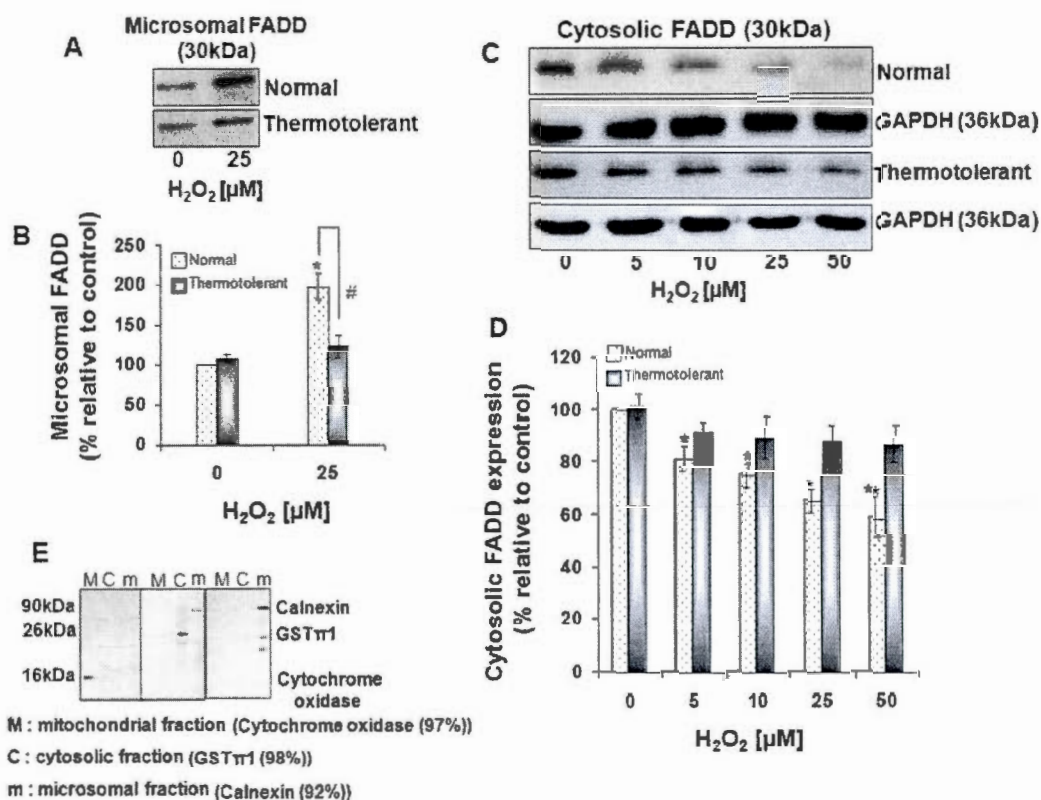 A
Microsomal FADD
(30kDa)
Normal
Thermotolerant
0 25
H₂O₂ [µM]
B
Microsomal FADD
(% relative to control)
250
200
150
100
50
0
Normal
Thermotolerant
*
#
0 25
H₂O₂ [µM]
C
Cytosolic FADD (30kDa)
Normal
GAPDH (36kDa)
Thermotolerant
GAPDH (36kDa)
0 5 10 25 50
H₂O₂ [µM]
D
Cytosolic FADD expression
(% relative to control)
120
100
80
60
40
20
0
Normal
Thermotolerant
*
*
*
**
0 5 10 25 50
H₂O₂ [µM]
E
M C m M C m M C m
90kDa
26kDa
16kDa
Calnexin
GSTπ1
Cytochrome
oxidase
M : mitochondrial fraction (Cytochrome oxidase (97%))
C : cytosolic fraction (GSTπ1 (98%))
m : microsomal fraction (Calnexin (92%))